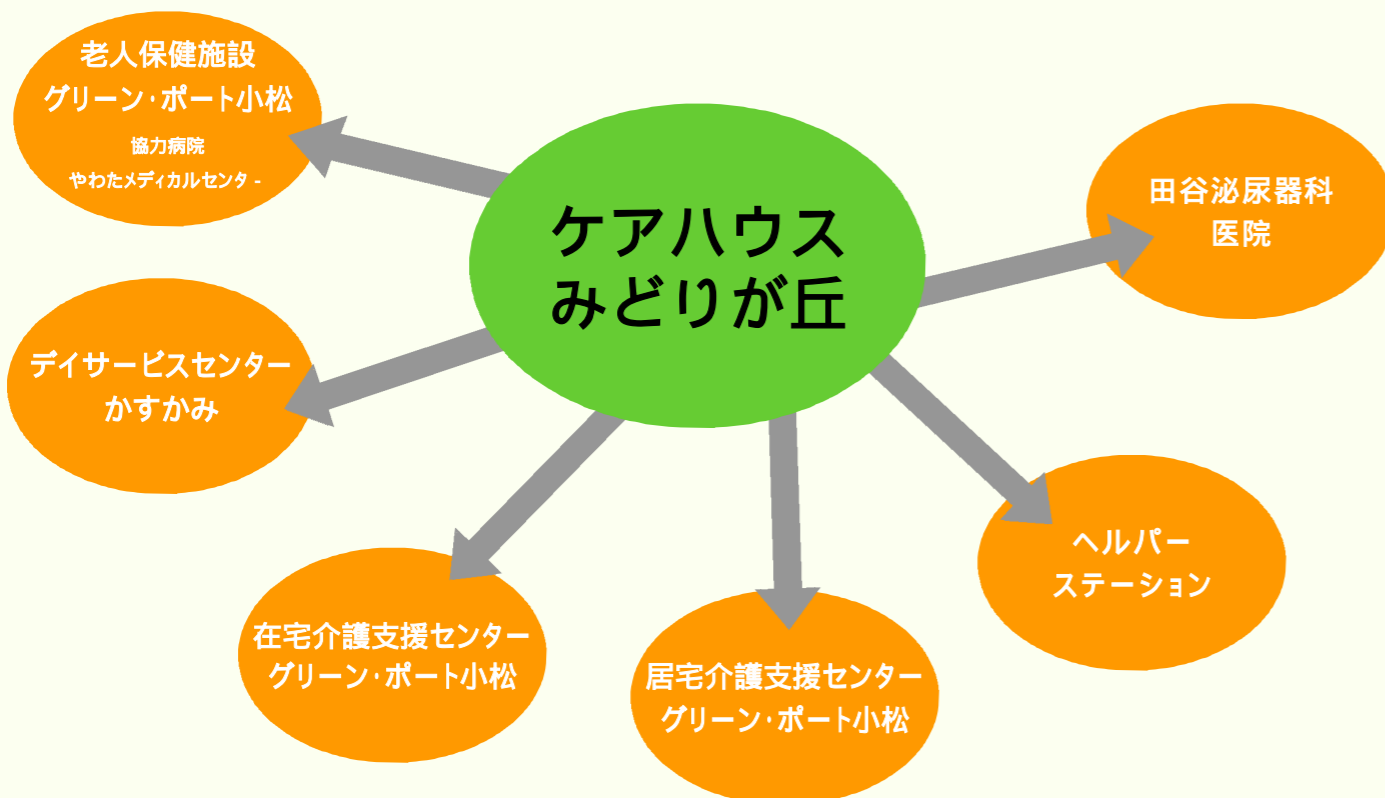 老人保健施設
グリーン・ポート小松
協力病院
やわたメディカルセンタ-
ケアハウス
みどりが丘
田谷泌尿器科
医院
デイサービスセンター
かすかみ
ヘルパー
ステーション
在宅介護支援センター
グリーン・ポート小松
居宅介護支援センター
グリーン・ポート小松